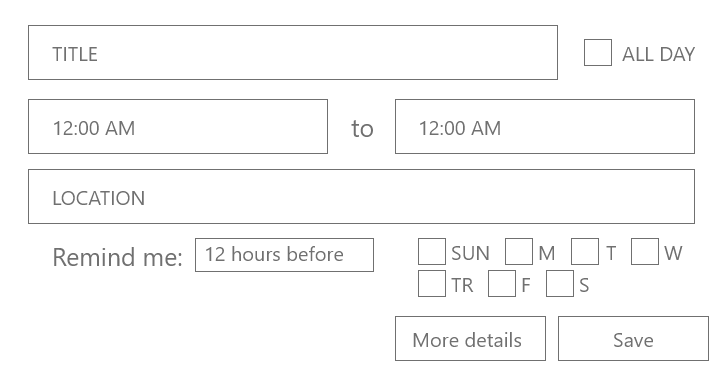 TITLE ALL DAY
12:00 AM to 12:00 AM
LOCATION
Remind me: 12 hours before SUN M T W
TR F S
More details Save